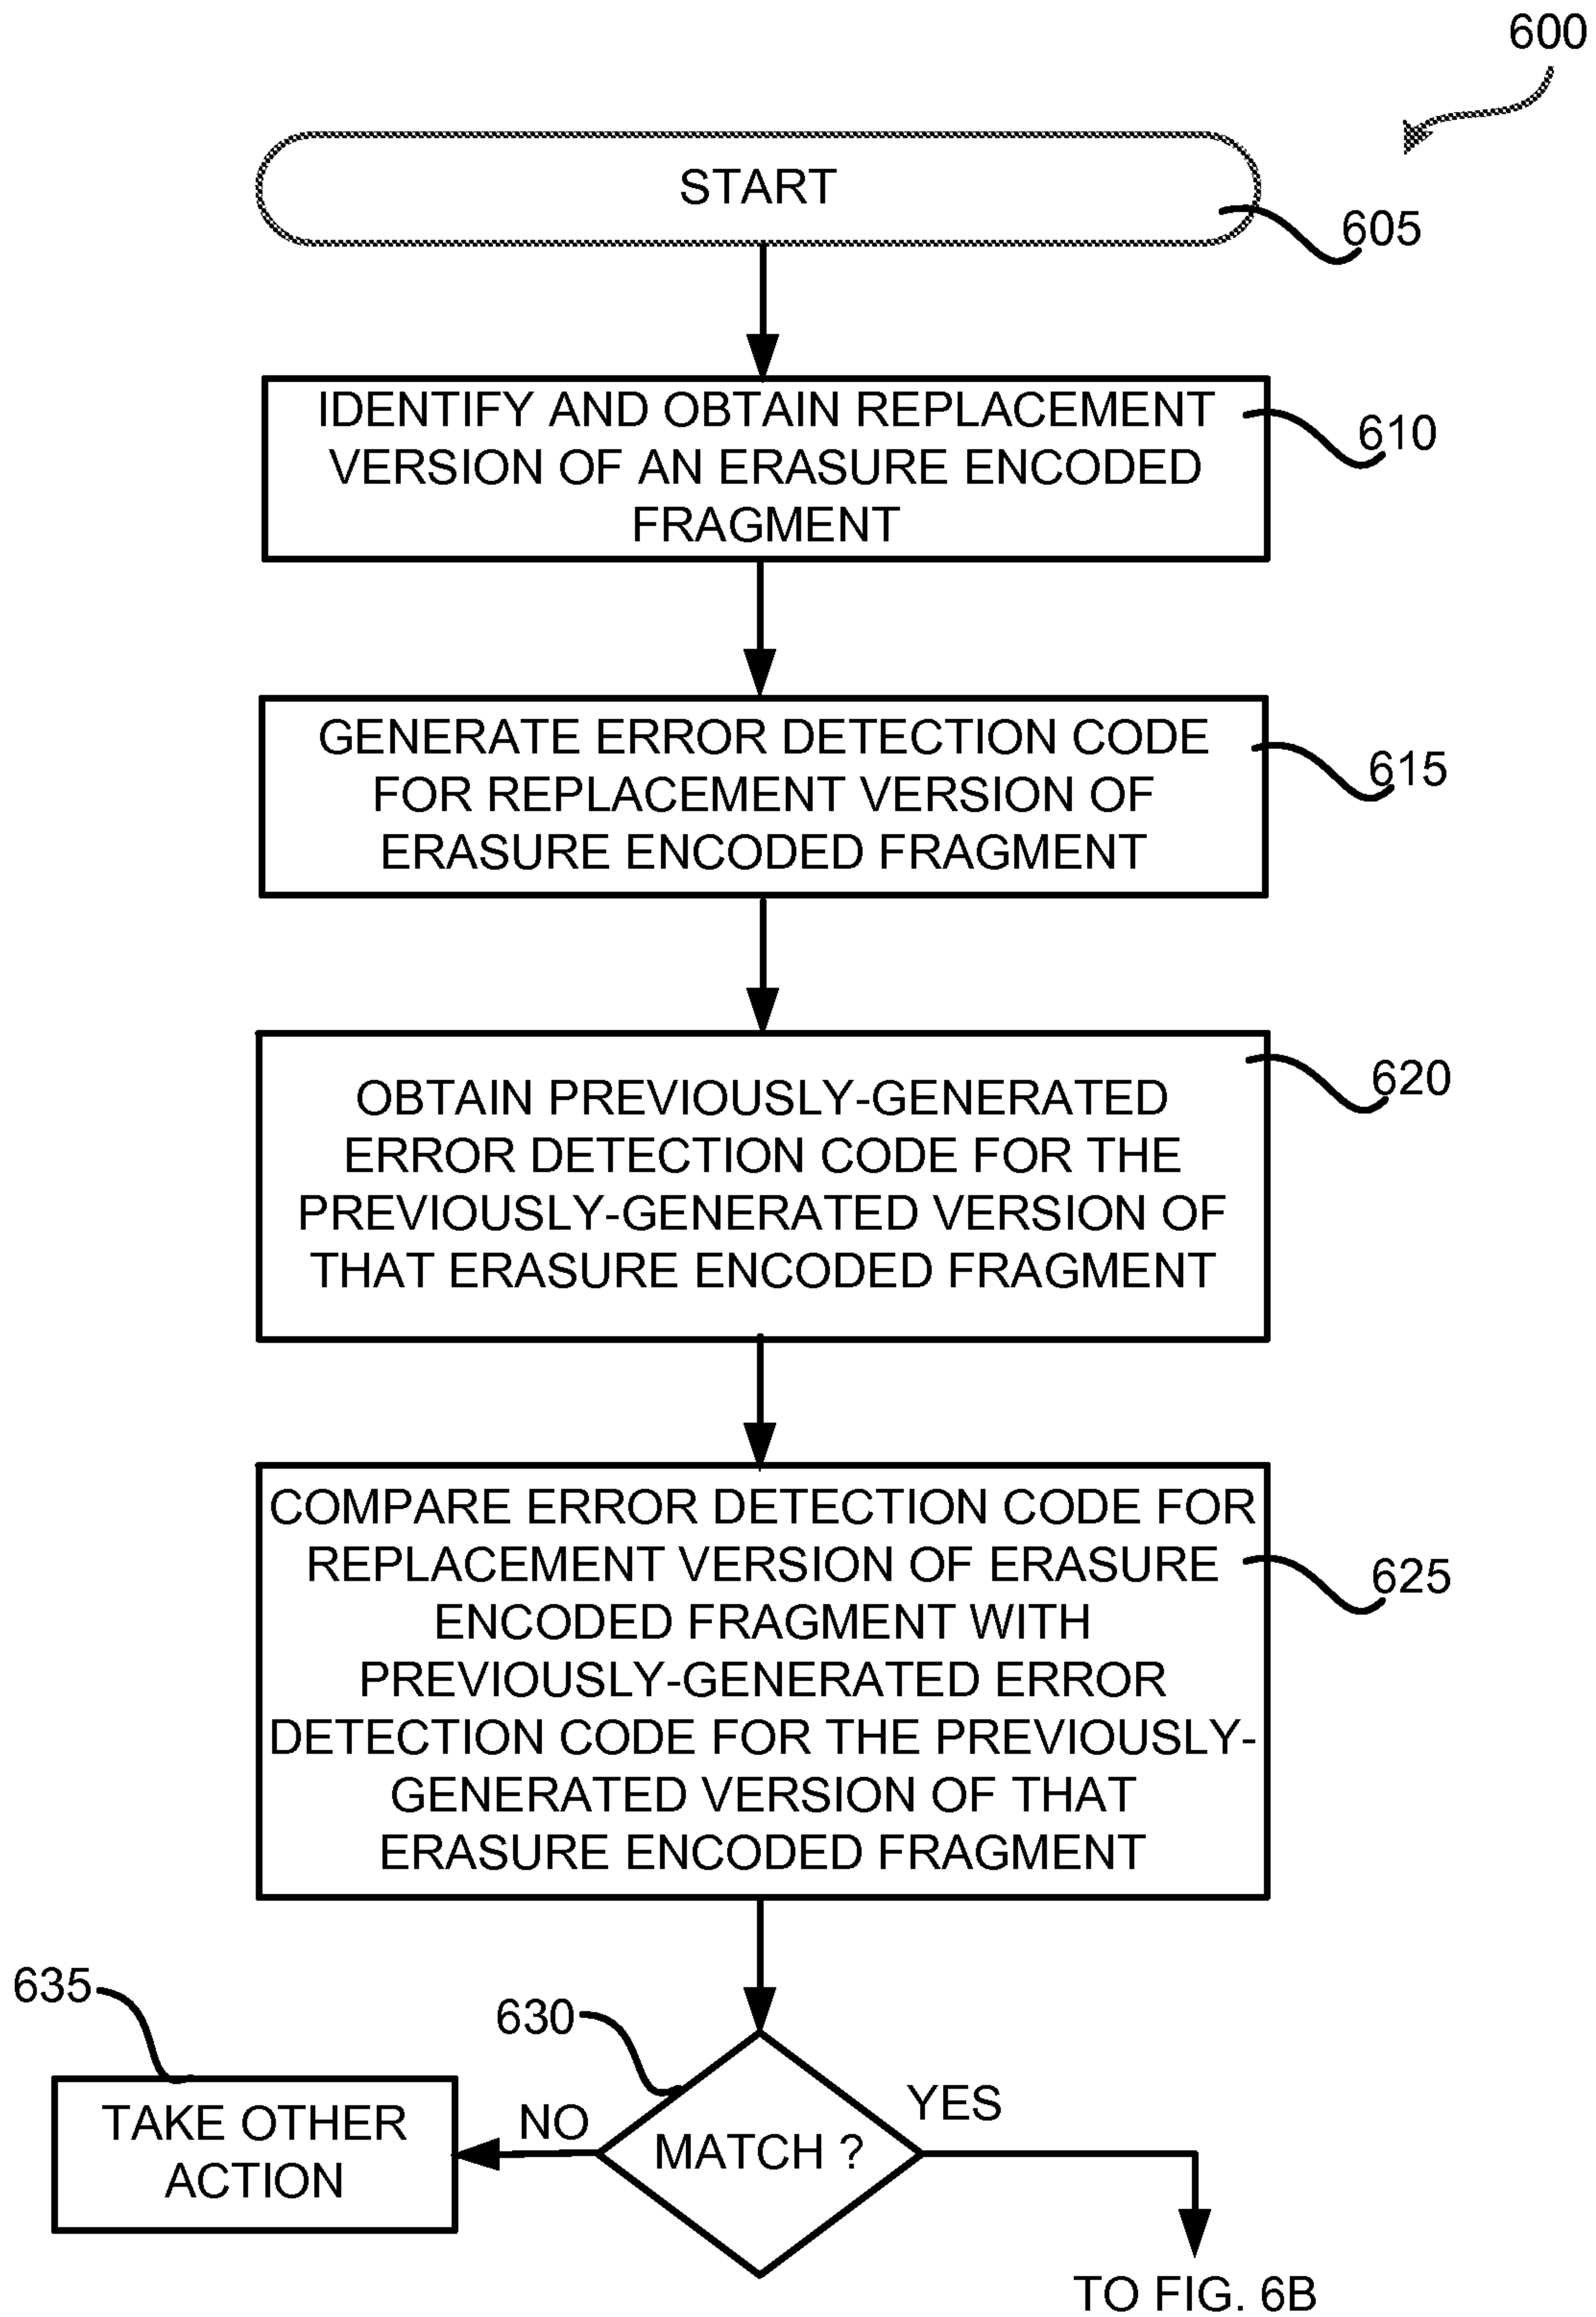 600
START
605
IDENTIFY AND OBTAIN REPLACEMENT
VERSION OF AN ERASURE ENCODED
FRAGMENT
610
GENERATE ERROR DETECTION CODE
FOR REPLACEMENT VERSION OF
ERASURE ENCODED FRAGMENT
615
OBTAIN PREVIOUSLY-GENERATED
ERROR DETECTION CODE FOR THE
PREVIOUSLY-GENERATED VERSION OF
THAT ERASURE ENCODED FRAGMENT
620
COMPARE ERROR DETECTION CODE FOR
REPLACEMENT VERSION OF ERASURE
ENCODED FRAGMENT WITH
PREVIOUSLY-GENERATED ERROR
DETECTION CODE FOR THE PREVIOUSLY-
GENERATED VERSION OF THAT
ERASURE ENCODED FRAGMENT
625
635
630
TAKE OTHER
ACTION
NO
MATCH ?
YES
TO FIG. 6B